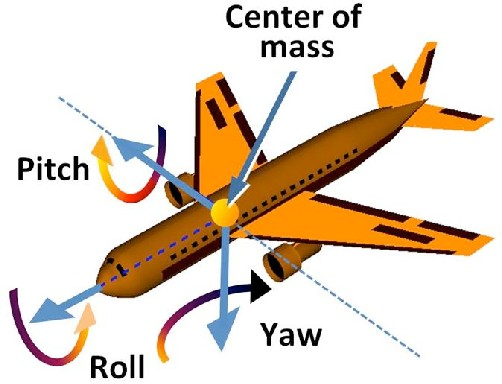 Center of
mass
Pitch
Yaw
Roll